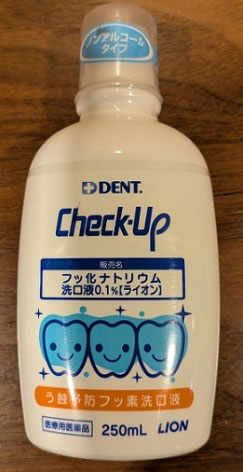 ノンアルコール
タイプ
DENT.
Check-Up
販売名
フッ化ナトリウム
洗口液0.1%【ライオン】
う蝕予防フッ素洗口液
医療用医薬品
250mL
LION